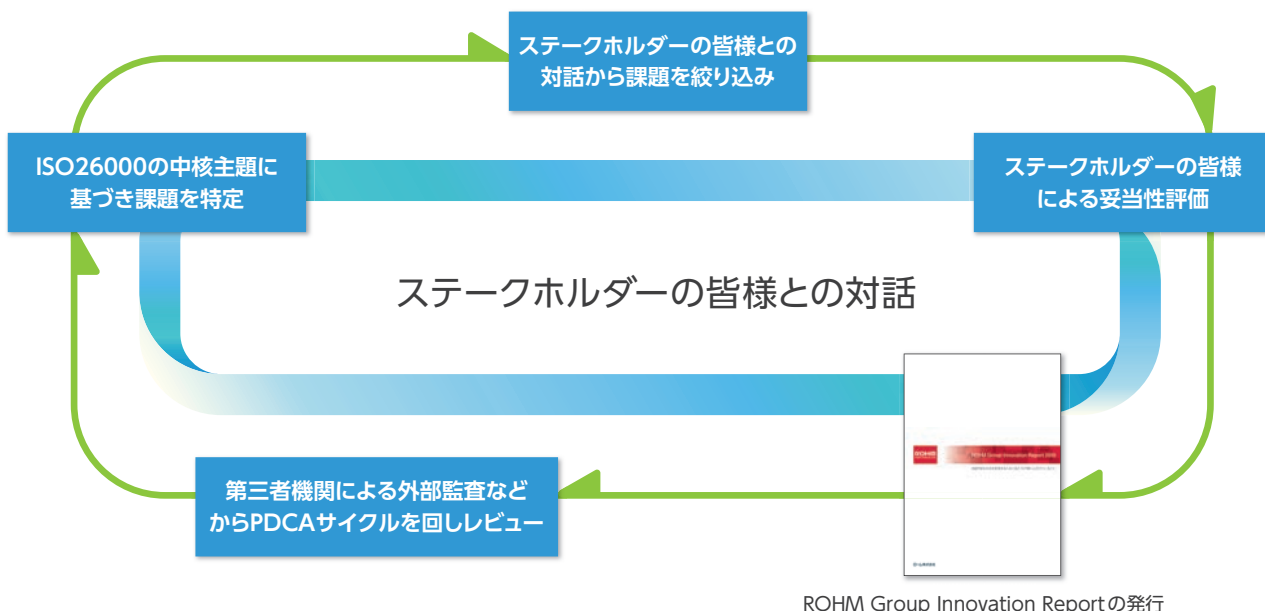 ステークホルダーの皆様との
対話から課題を絞り込み
ISO26000の中核主題に
基づき課題を特定
ステークホルダーの皆様
による妥当性評価
ステークホルダーの皆様との対話
ROHM
ROHM Group Innovation Report
第三者機関による外部監査など
からPDCAサイクルを回しレビュー
ROHM Group Innovation Reportの発行